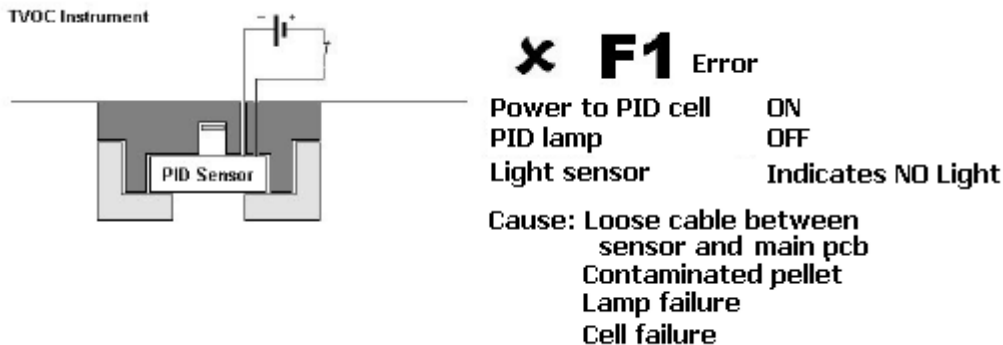 TVOC Instrument
- +
PID Sensor
✗ F1 Error
Power to PID cell ON
PID lamp OFF
Light sensor Indicates NO Light
Cause: Loose cable between
sensor and main pcb
Contaminated pellet
Lamp failure
Cell failure